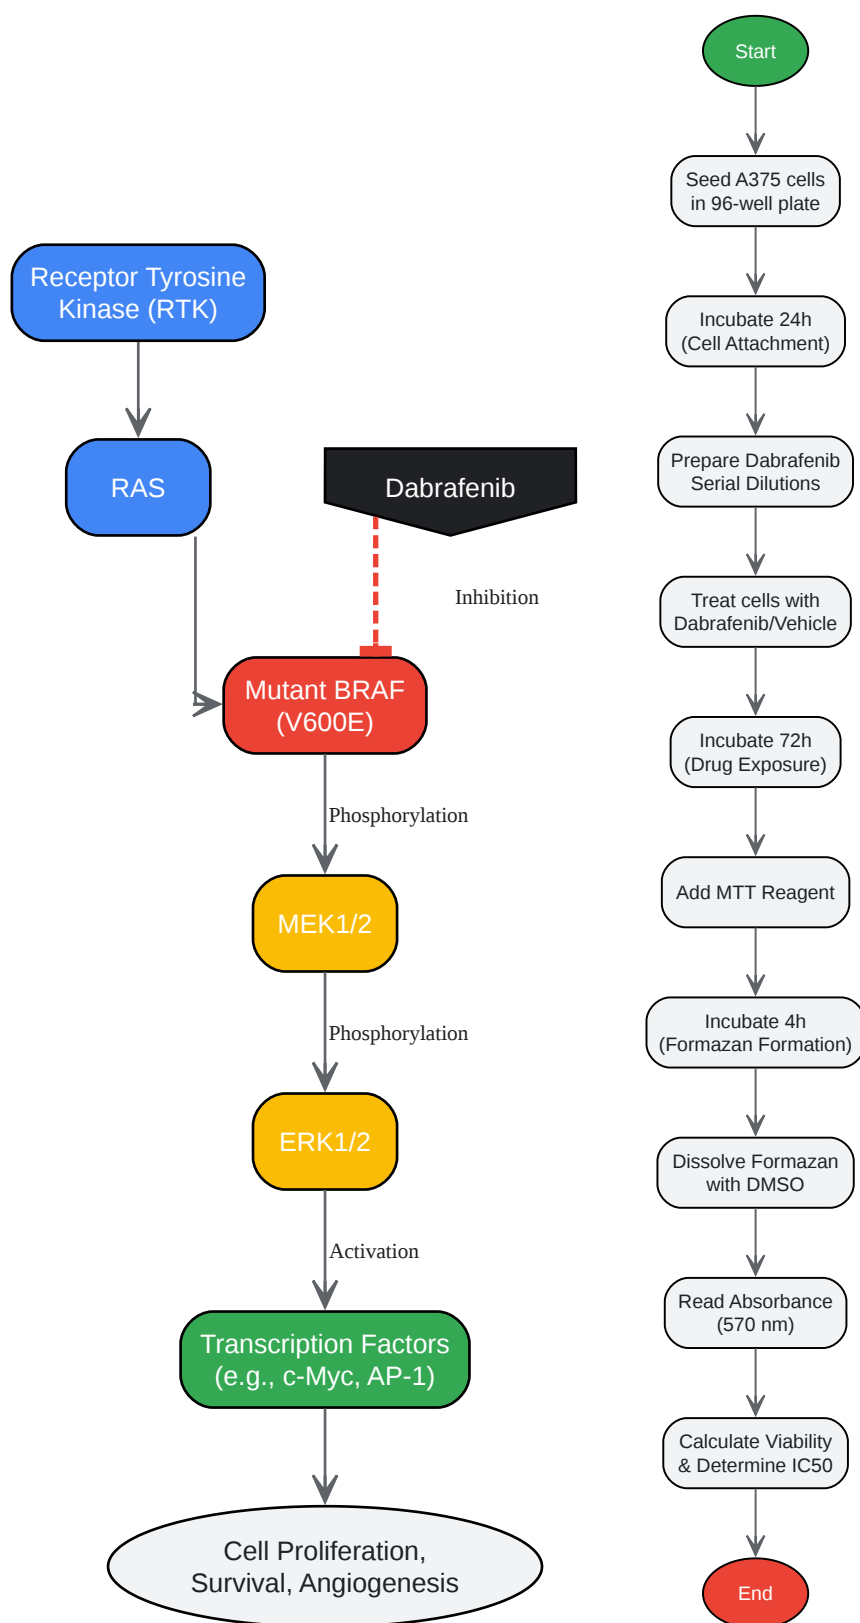 Receptor Tyrosine
Kinase (RTK)
RAS
Dabrafenib
Inhibition
Mutant BRAF
(V600E)
Phosphorylation
MEK1/2
Phosphorylation
ERK1/2
Activation
Transcription Factors
(e.g., c-Myc, AP-1)
Cell Proliferation,
Survival, Angiogenesis
Start
Seed A375 cells
in 96-well plate
Incubate 24h
(Cell Attachment)
Prepare Dabrafenib
Serial Dilutions
Treat cells with
Dabrafenib/Vehicle
Incubate 72h
(Drug Exposure)
Add MTT Reagent
Incubate 4h
(Formazan Formation)
Dissolve Formazan
with DMSO
Read Absorbance
(570 nm)
Calculate Viability
& Determine IC50
End